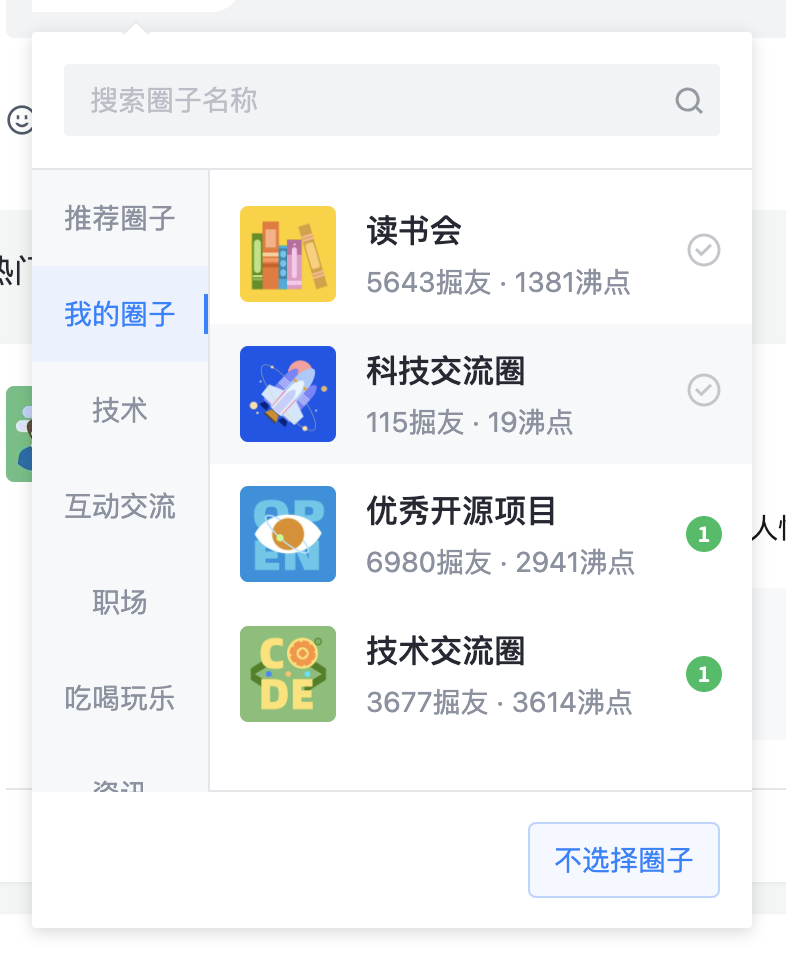 搜索圈子名称
推荐圈子
我的圈子
技术
互动交流
职场
吃喝玩乐
资讯
读书会
5643掘友 · 1381沸点
科技交流圈
115掘友 · 19沸点
OPEN
优秀开源项目
6980掘友 · 2941沸点
1
CODE
技术交流圈
3677掘友 · 3614沸点
1
不选择圈子
热门
人